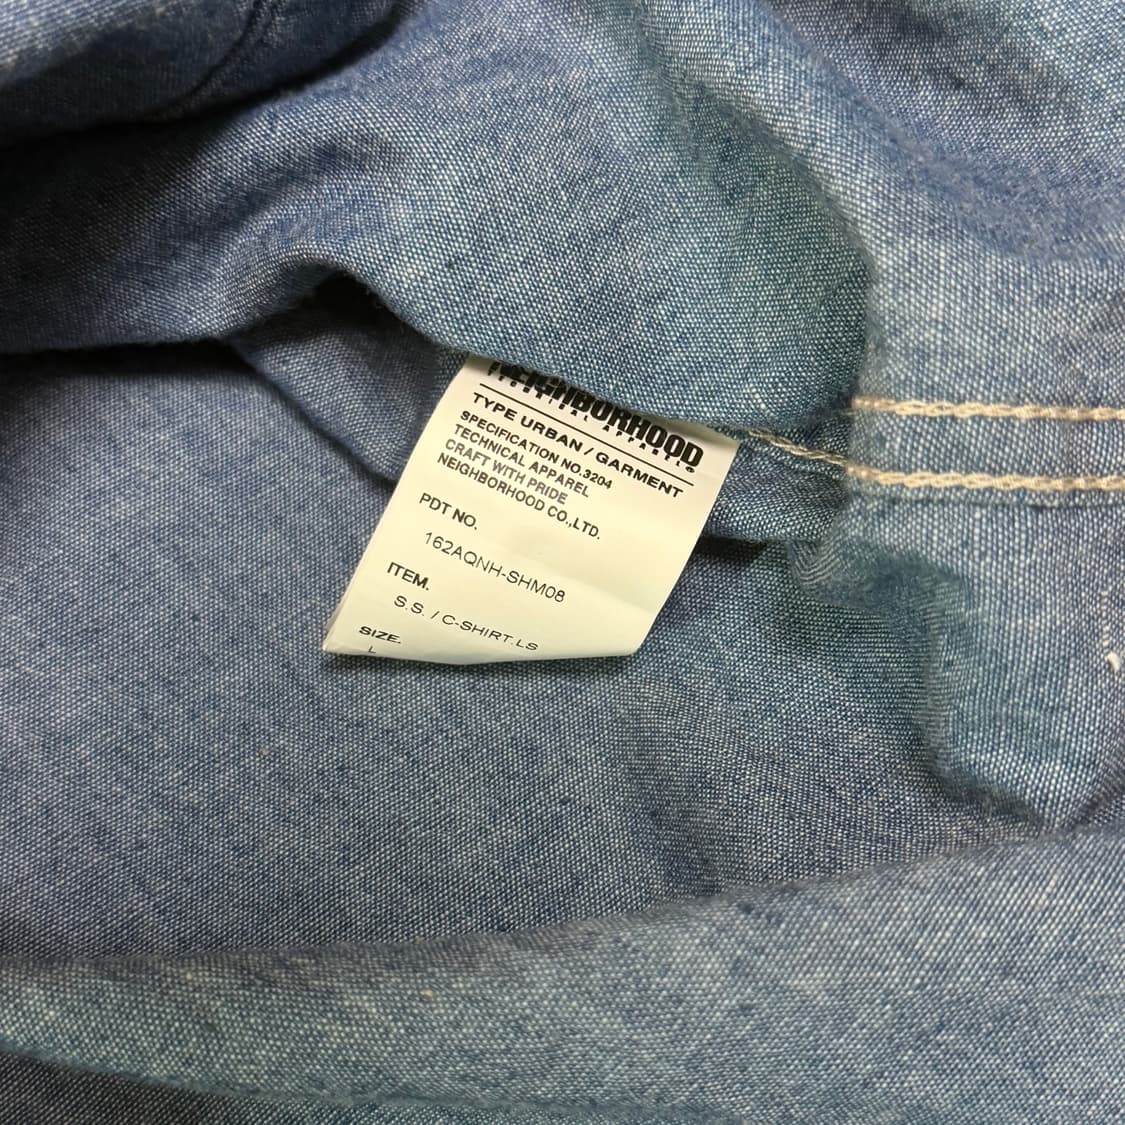 NEIGHBORHOOD
TYPE URBAN / GARMENT
SPECIFICATION NO.3204
TECHNICAL APPAREL
CRAFT WITH PRIDE
NEIGHBORHOOD CO.,LTD.
PDT NO.
162AQNH-SHM08
ITEM.
S.S. / C-SHIRT.LS
SIZE.
L